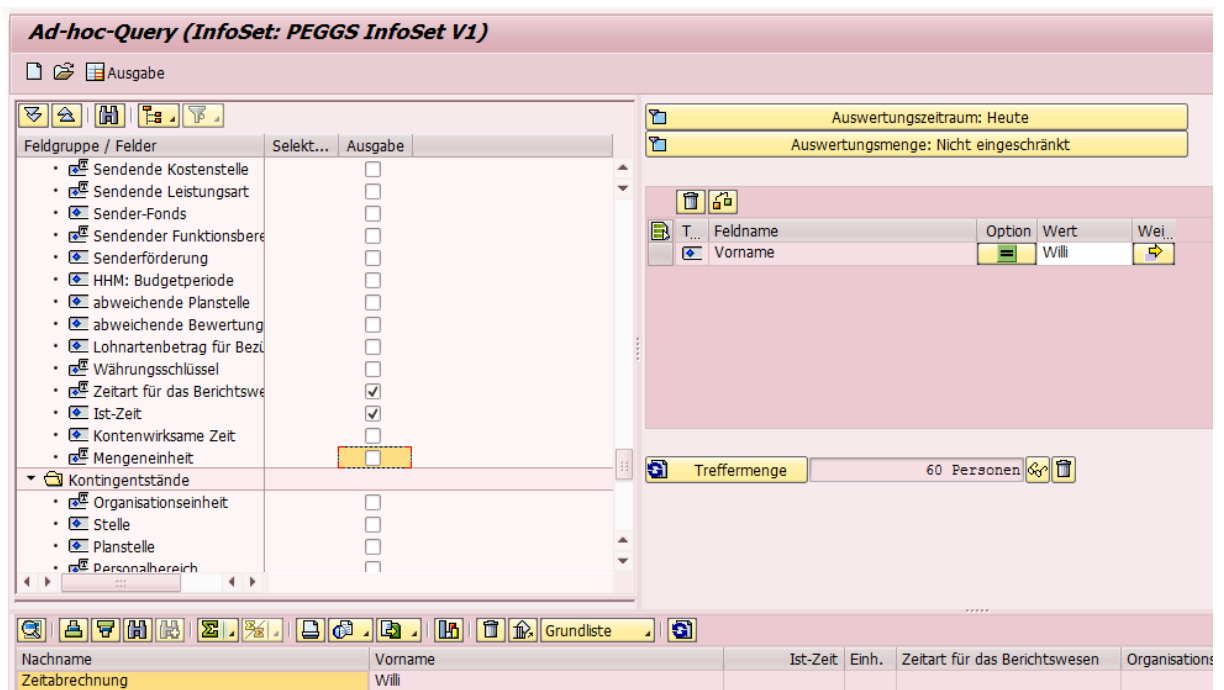 Ad-hoc-Query (InfoSet: PEGGS InfoSet V1)
Ausgabe
Feldgruppe / Felder Selekt... Ausgabe
Sendende Kostenstelle
Sendende Leistungsart
Sender-Fonds
Sendender Funktionsbere
Senderförderung
HHM: Budgetperiode
abweichende Planstelle
abweichende Bewertung
Lohnartenbetrag für Bezü
Währungsschlüssel
Zeitart für das Berichtswe
Ist-Zeit
Kontenwirksame Zeit
Mengeneinheit
Kontingentstände
Organisationseinheit
Stelle
Planstelle
Personalbereich
Auswertungszeitraum: Heute
Auswertungsmenge: Nicht eingeschränkt
T... Feldname Option Wert Wei...
Vorname = Willi
Treffermenge 60 Personen
Grundliste
Nachname Vorname Ist-Zeit Einh. Zeitart für das Berichtswesen Organisations
Zeitabrechnung Willi